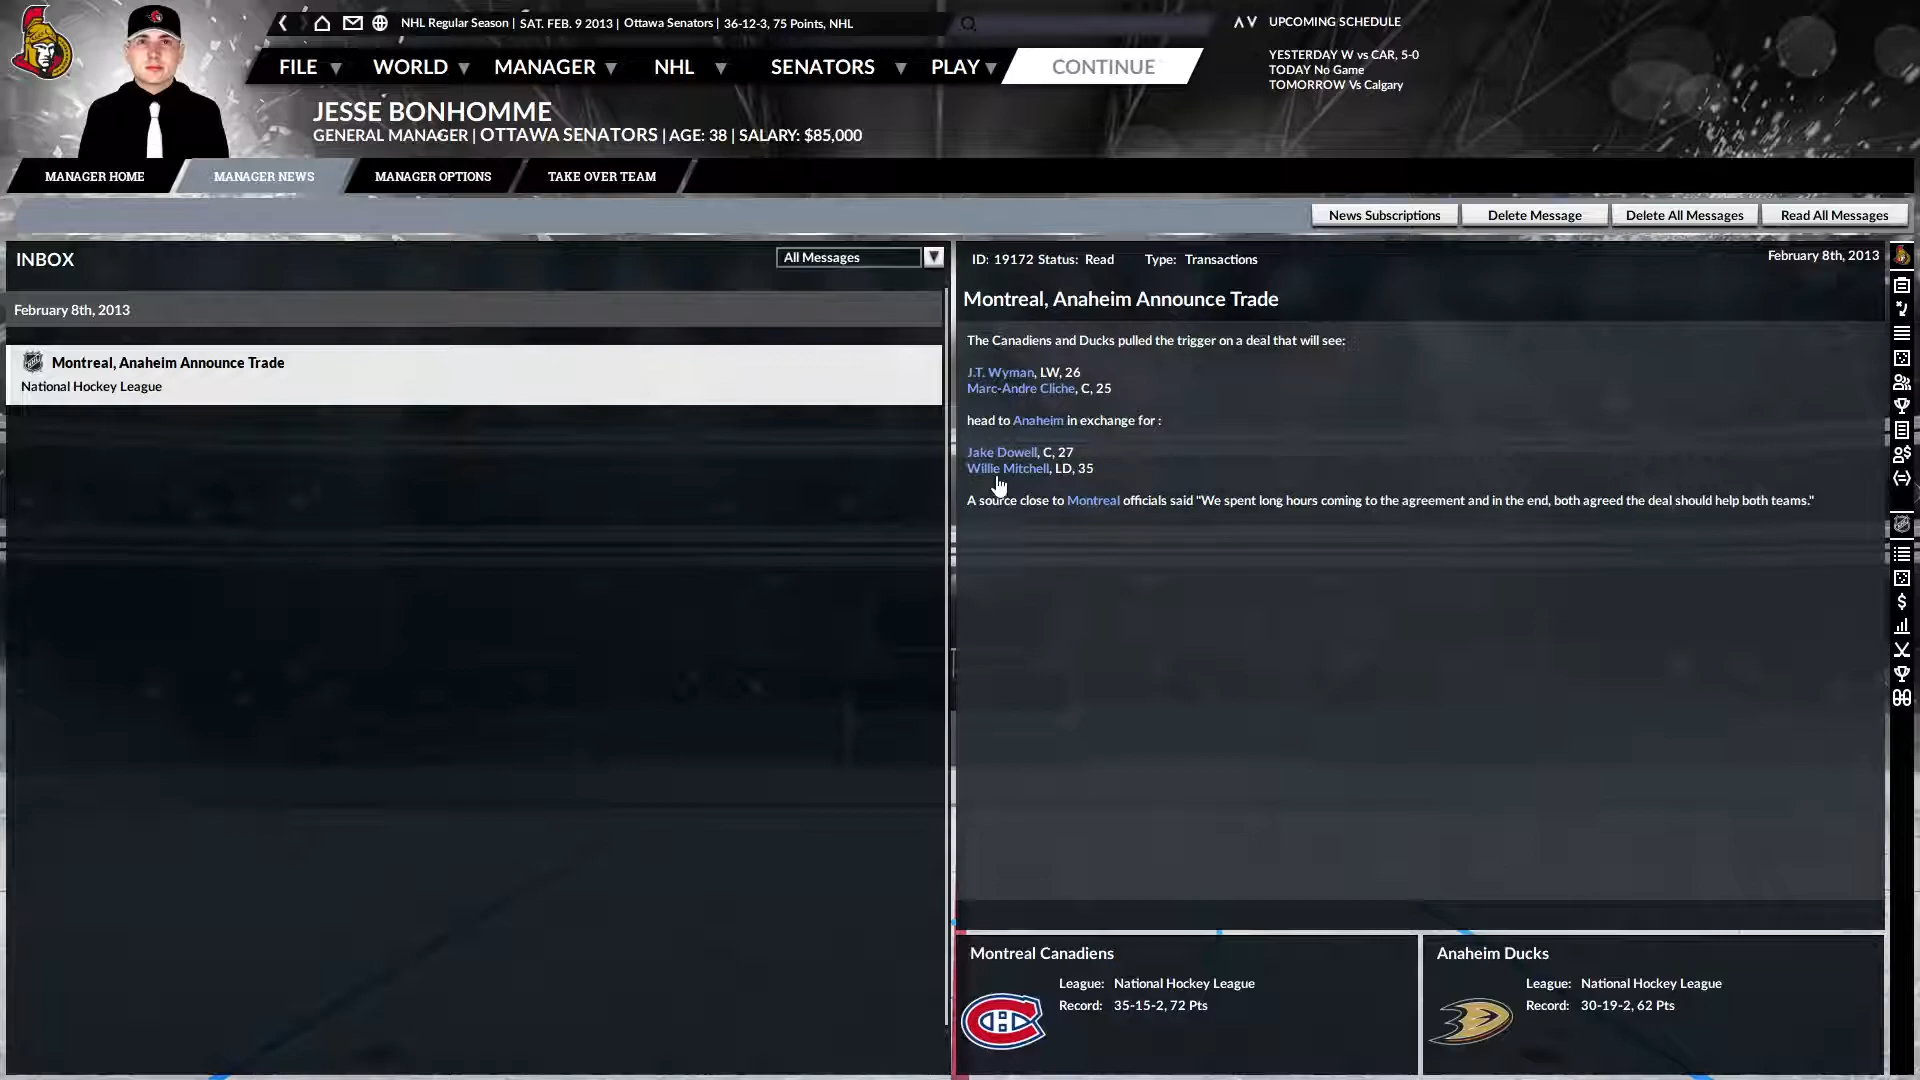 NHL Regular Season | SAT. FEB. 9 2013 | Ottawa Senators | 36-12-3, 75 Points, NHL
UPCOMING SCHEDULE
YESTERDAY W vs CAR, 5-0
TODAY No Game
TOMORROW Vs Calgary
FILE WORLD MANAGER NHL SENATORS PLAY CONTINUE
JESSE BONHOMME
GENERAL MANAGER | OTTAWA SENATORS | AGE: 38 | SALARY: $85,000
MANAGER HOME MANAGER NEWS MANAGER OPTIONS TAKE OVER TEAM
News Subscriptions Delete Message Delete All Messages Read All Messages
INBOX All Messages
February 8th, 2013
Montreal, Anaheim Announce Trade
National Hockey League
ID: 19172 Status: Read Type: Transactions February 8th, 2013
Montreal, Anaheim Announce Trade
The Canadiens and Ducks pulled the trigger on a deal that will see:
J.T. Wyman, LW, 26
Marc-Andre Cliche, C, 25
head to Anaheim in exchange for :
Jake Dowell, C, 27
Willie Mitchell, LD, 35
A source close to Montreal officials said "We spent long hours coming to the agreement and in the end, both agreed the deal should help both teams."
Montreal Canadiens
League: National Hockey League
Record: 35-15-2, 72 Pts
Anaheim Ducks
League: National Hockey League
Record: 30-19-2, 62 Pts